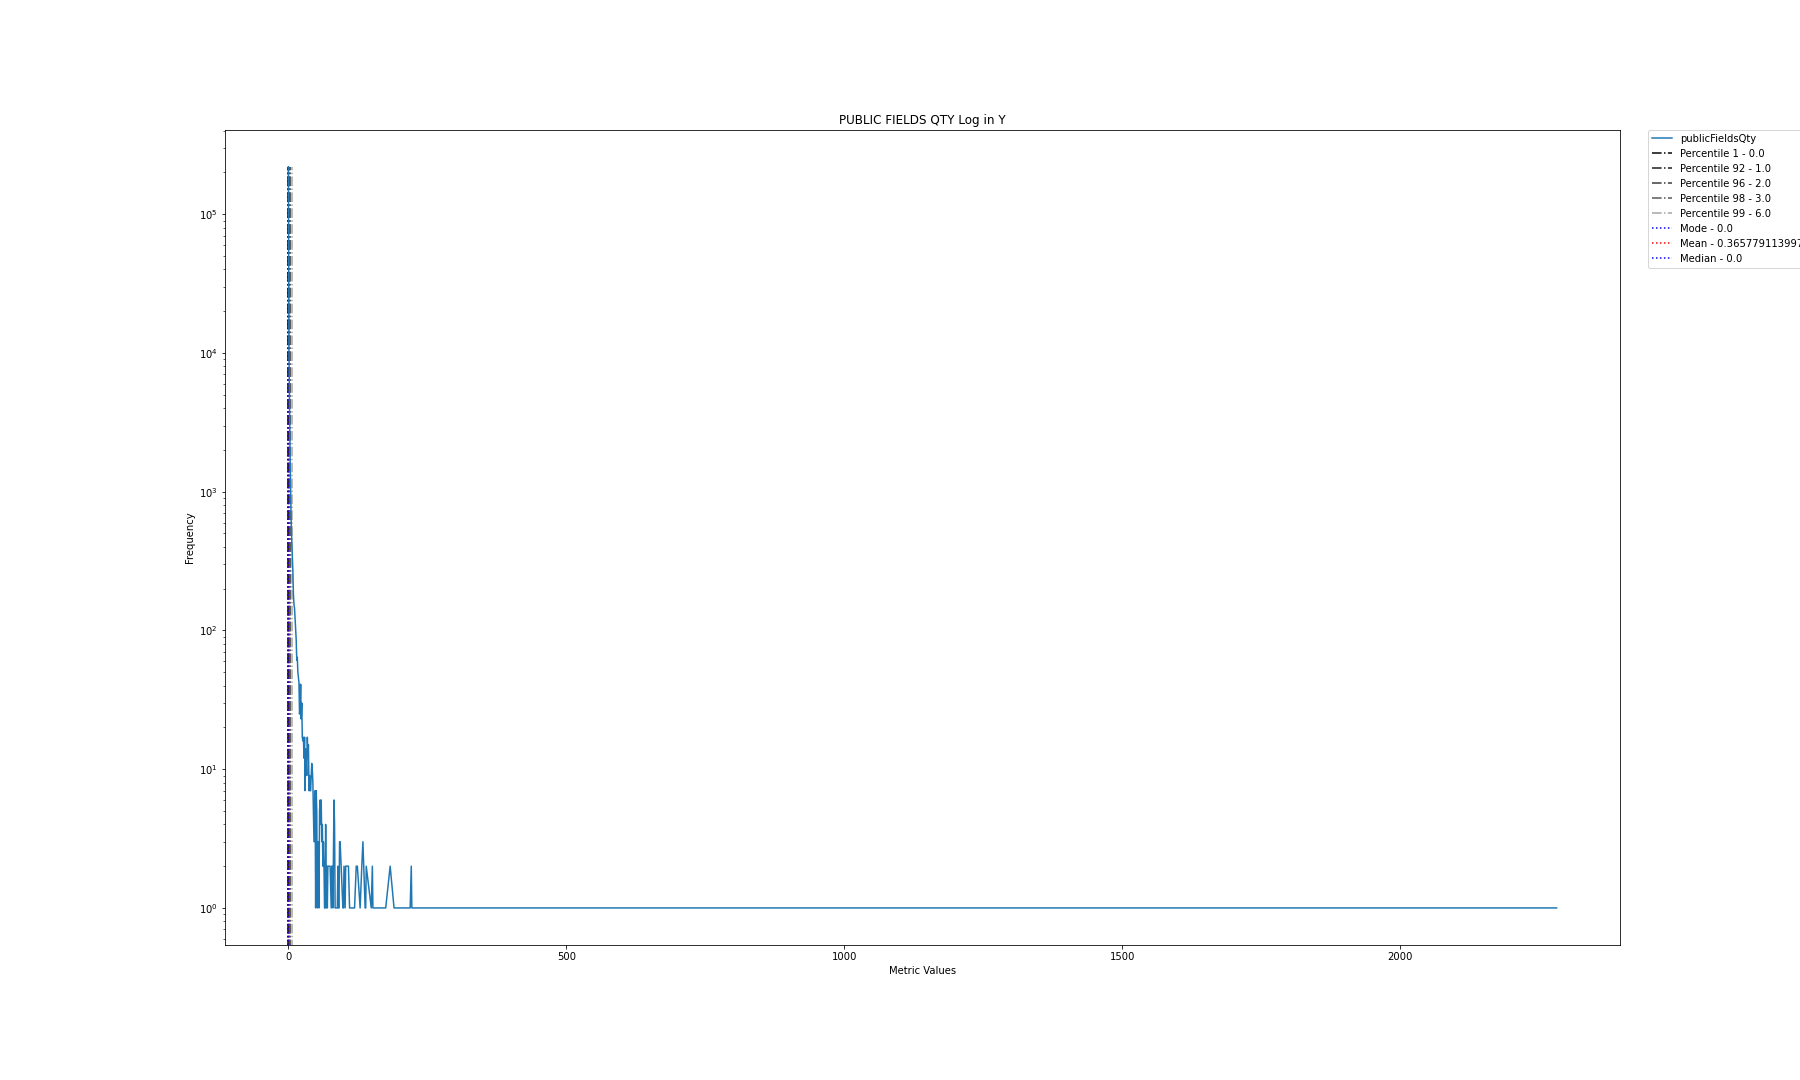 PUBLIC FIELDS QTY Log in Y
publicFieldsQty
Percentile 1 - 0.0
Percentile 92 - 1.0
Percentile 96 - 2.0
Percentile 98 - 3.0
Percentile 99 - 6.0
Mode - 0.0
Mean - 0.365779113997
Median - 0.0
10⁵
10⁴
10³
10²
10¹
10⁰
Frequency
0 500 1000 1500 2000
Metric Values